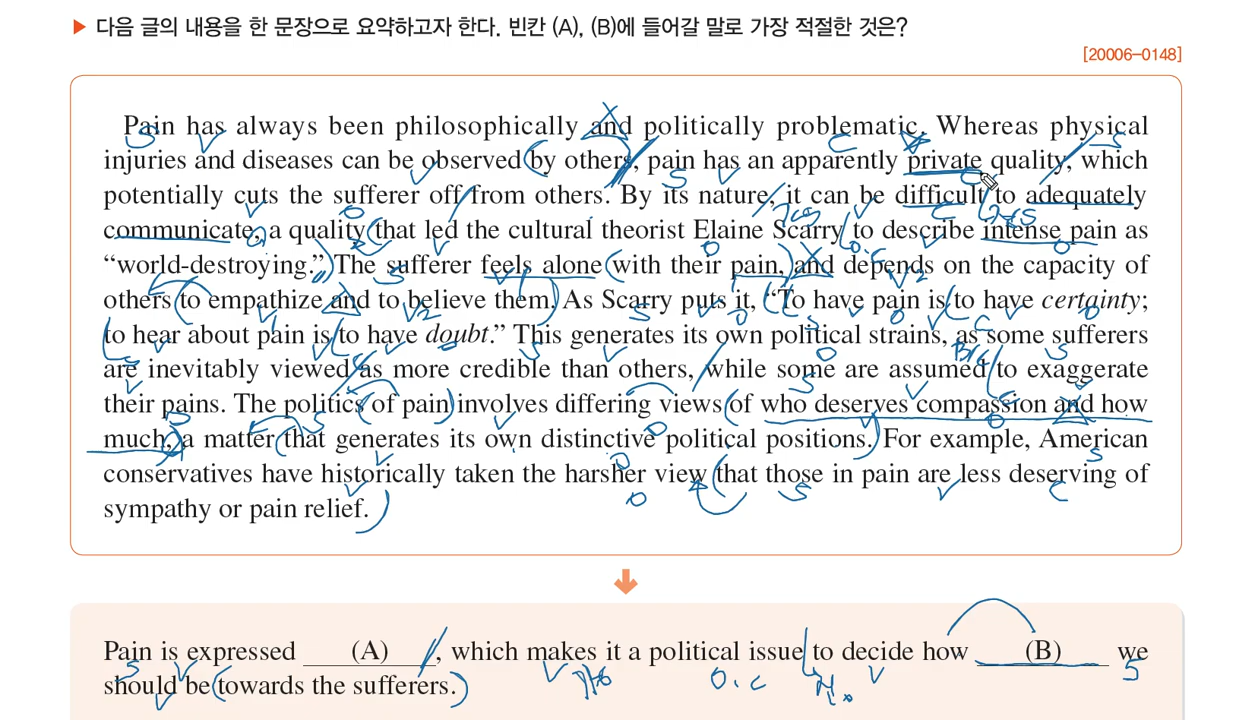 ▶ 다음 글의 내용을 한 문장으로 요약하고자 한다. 빈칸 (A), (B)에 들어갈 말로 가장 적절한 것은?
[20006-0148]
Pain has always been philosophically and politically problematic. Whereas physical
injuries and diseases can be observed by others, pain has an apparently private quality, which
potentially cuts the sufferer off from others. By its nature, it can be difficult to adequately
communicate, a quality that led the cultural theorist Elaine Scarry to describe intense pain as
“world-destroying.” The sufferer feels alone with their pain, and depends on the capacity of
others to empathize and to believe them. As Scarry puts it, “To have pain is to have certainty;
to hear about pain is to have doubt.” This generates its own political strains, as some sufferers
are inevitably viewed as more credible than others, while some are assumed to exaggerate
their pains. The politics of pain involves differing views of who deserves compassion and how
much, a matter that generates its own distinctive political positions. For example, American
conservatives have historically taken the harsher view that those in pain are less deserving of
sympathy or pain relief.
Pain is expressed (A) , which makes it a political issue to decide how (B) we
should be towards the sufferers.